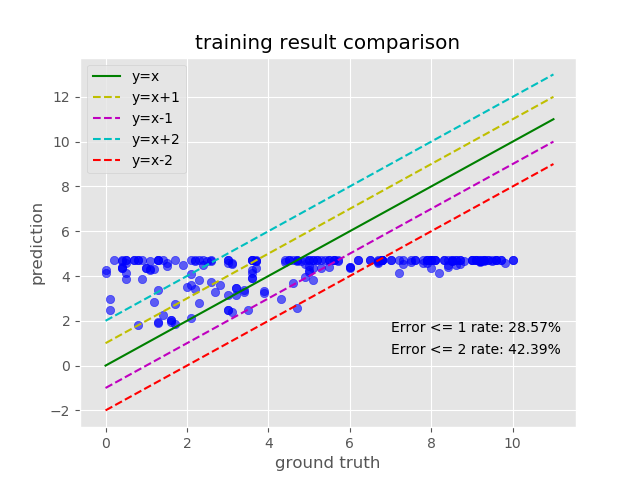 training result comparison
y=x
y=x+1
y=x-1
y=x+2
y=x-2
12
10
8
6
4
2
0
−2
prediction
Error <= 1 rate: 28.57%
Error <= 2 rate: 42.39%
0 2 4 6 8 10
ground truth